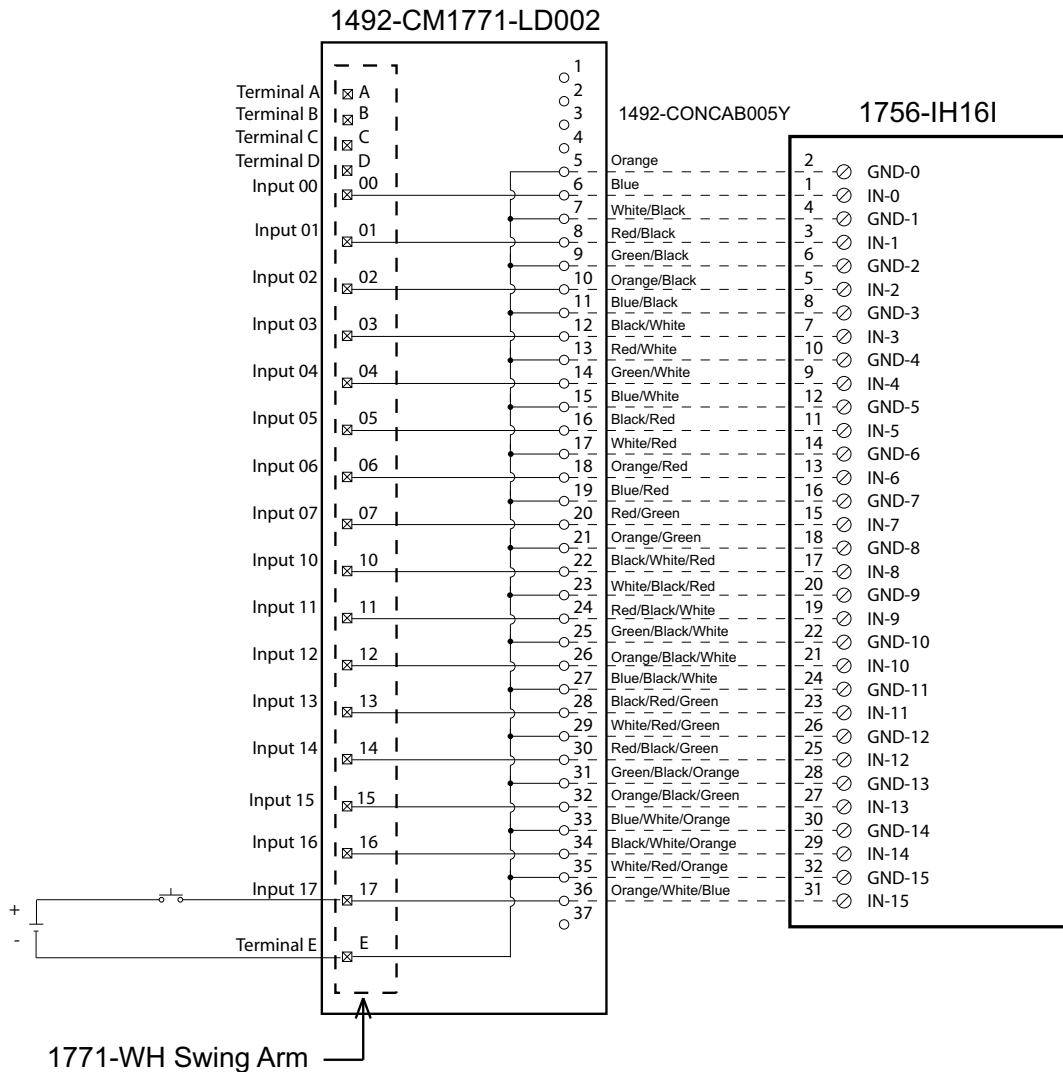 1492-CM1771-LD002
1492-CONCAB005Y
1756-IH16I
1
Terminal A A 2
Terminal B B 3
Terminal C C 4
Terminal D D 5 Orange 2 GND-0
Input 00 00 6 Blue 1 IN-0
7 White/Black 4 GND-1
Input 01 01 8 Red/Black 3 IN-1
9 Green/Black 6 GND-2
Input 02 02 10 Orange/Black 5 IN-2
11 Blue/Black 8 GND-3
Input 03 03 12 Black/White 7 IN-3
13 Red/White 10 GND-4
Input 04 04 14 Green/White 9 IN-4
15 Blue/White 12 GND-5
Input 05 05 16 Black/Red 11 IN-5
17 White/Red 14 GND-6
Input 06 06 18 Orange/Red 13 IN-6
19 Blue/Red 16 GND-7
Input 07 07 20 Red/Green 15 IN-7
21 Orange/Green 18 GND-8
Input 10 10 22 Black/White/Red 17 IN-8
23 White/Black/Red 20 GND-9
Input 11 11 24 Red/Black/White 19 IN-9
25 Green/Black/White 22 GND-10
Input 12 12 26 Orange/Black/White 21 IN-10
27 Blue/Black/White 24 GND-11
Input 13 13 28 Black/Red/Green 23 IN-11
29 White/Red/Green 26 GND-12
Input 14 14 30 Red/Black/Green 25 IN-12
31 Green/Black/Orange 28 GND-13
Input 15 15 32 Orange/Black/Green 27 IN-13
33 Blue/White/Orange 30 GND-14
Input 16 16 34 Black/White/Orange 29 IN-14
35 White/Red/Orange 32 GND-15
Input 17 17 36 Orange/White/Blue 31 IN-15
37
+
-
Terminal E E
1771-WH Swing Arm